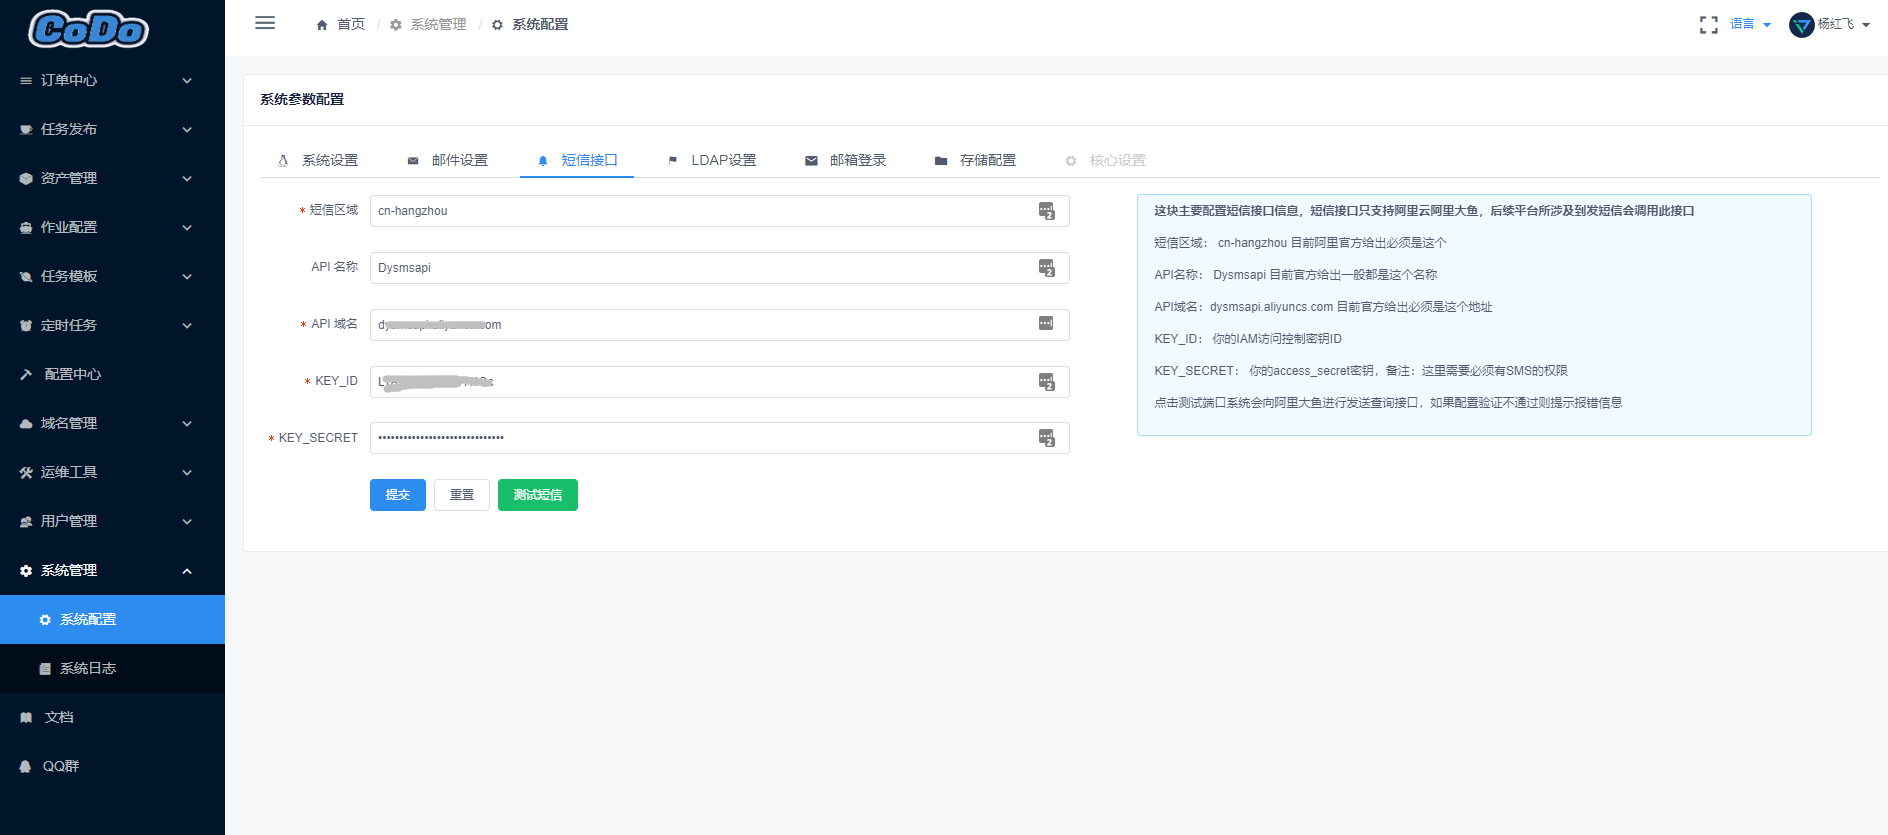 CoDo
首页 / 系统管理 / 系统配置
语言
杨红飞
订单中心
任务发布
资产管理
作业配置
任务模板
定时任务
配置中心
域名管理
运维工具
用户管理
系统管理
系统配置
系统日志
文档
QQ群
系统参数配置
系统设置 邮件设置 短信接口 LDAP设置 邮箱登录 存储配置 核心设置
* 短信区域 cn-hangzhou
API 名称 Dysmsapi
* API 域名
* KEY_ID
* KEY_SECRET ••••••••••••••••••••••••••••••
提交 重置 测试短信
这块主要配置短信接口信息，短信接口只支持阿里云阿里大鱼，后续平台所涉及到发短信会调用此接口
短信区域： cn-hangzhou 目前阿里官方给出必须是这个
API名称： Dysmsapi 目前官方给出一般都是这个名称
API域名：dysmsapi.aliyuncs.com 目前官方给出必须是这个地址
KEY_ID： 你的IAM访问控制密钥ID
KEY_SECRET： 你的access_secret密钥，备注：这里需要必须有SMS的权限
点击测试端口系统会向阿里大鱼进行发送查询接口，如果配置验证不通过则提示报错信息